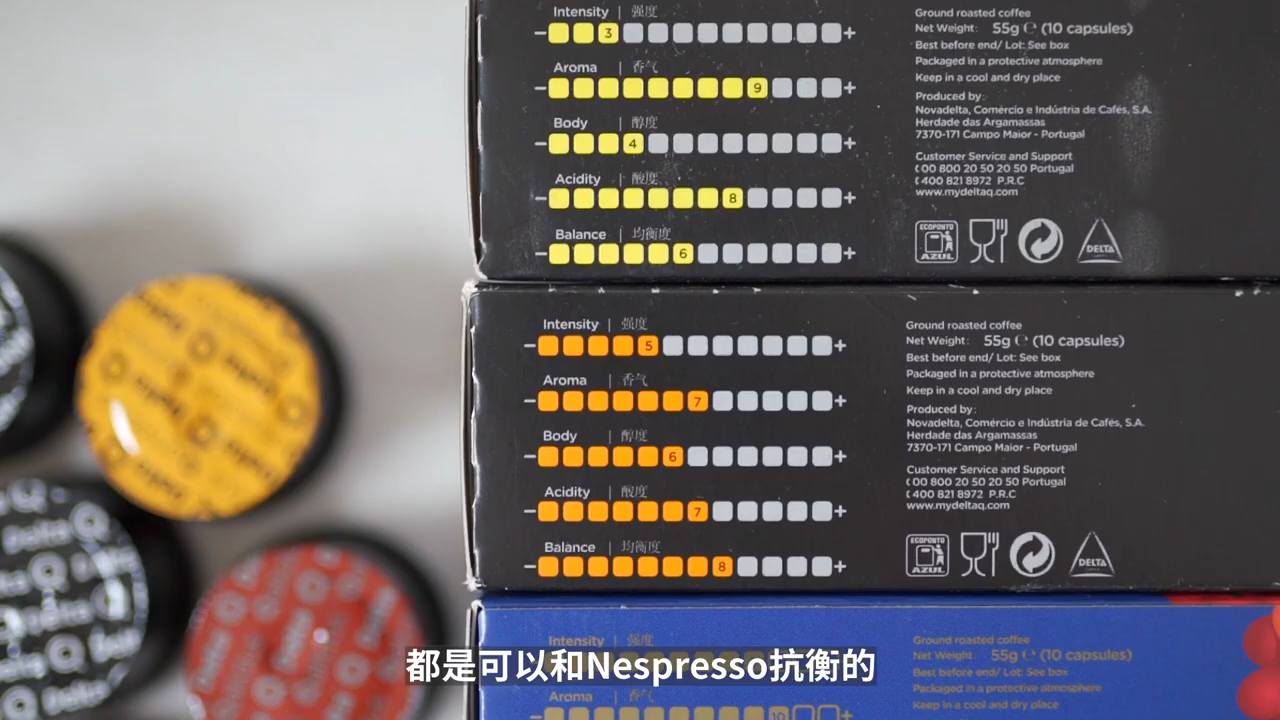 Intensity | 强度
- 3 +
Aroma | 香气
- 9 +
Body | 醇度
- 4 +
Acidity | 酸度
- 8 +
Balance | 均衡度
- 6 +
Ground roasted coffee
Net Weight: 55g ℮ (10 capsules)
Best before end/ Lot: See box
Packaged in a protective atmosphere
Keep in a cool and dry place
Produced by:
Novadelta, Comércio e Indústria de Cafés, S.A.
Herdade das Argamassas
7370-171 Campo Maior - Portugal
Customer Service and Support
00 800 20 50 20 50 Portugal
400 821 8972 P.R.C
www.mydeltaq.com
ECOPONTO
AZUL
DELTA
Intensity | 强度
- 5 +
Aroma | 香气
- 7 +
Body | 醇度
- 6 +
Acidity | 酸度
- 7 +
Balance | 均衡度
- 8 +
Ground roasted coffee
Net Weight: 55g ℮ (10 capsules)
Best before end/ Lot: See box
Packaged in a protective atmosphere
Keep in a cool and dry place
Produced by:
Novadelta, Comércio e Indústria de Cafés, S.A.
Herdade das Argamassas
7370-171 Campo Maior - Portugal
Customer Service and Support
00 800 20 50 20 50 Portugal
400 821 8972 P.R.C
www.mydeltaq.com
ECOPONTO
AZUL
DELTA
Intensity | 强度
Aroma | 香气
- 10 +
Ground roasted coffee
Net Weight: 55g ℮ (10 capsules)
Best before end/ Lot: See box
Packaged in a protective atmosphere
Keep in a cool and dry place
Delta Q
都是可以和Nespresso抗衡的